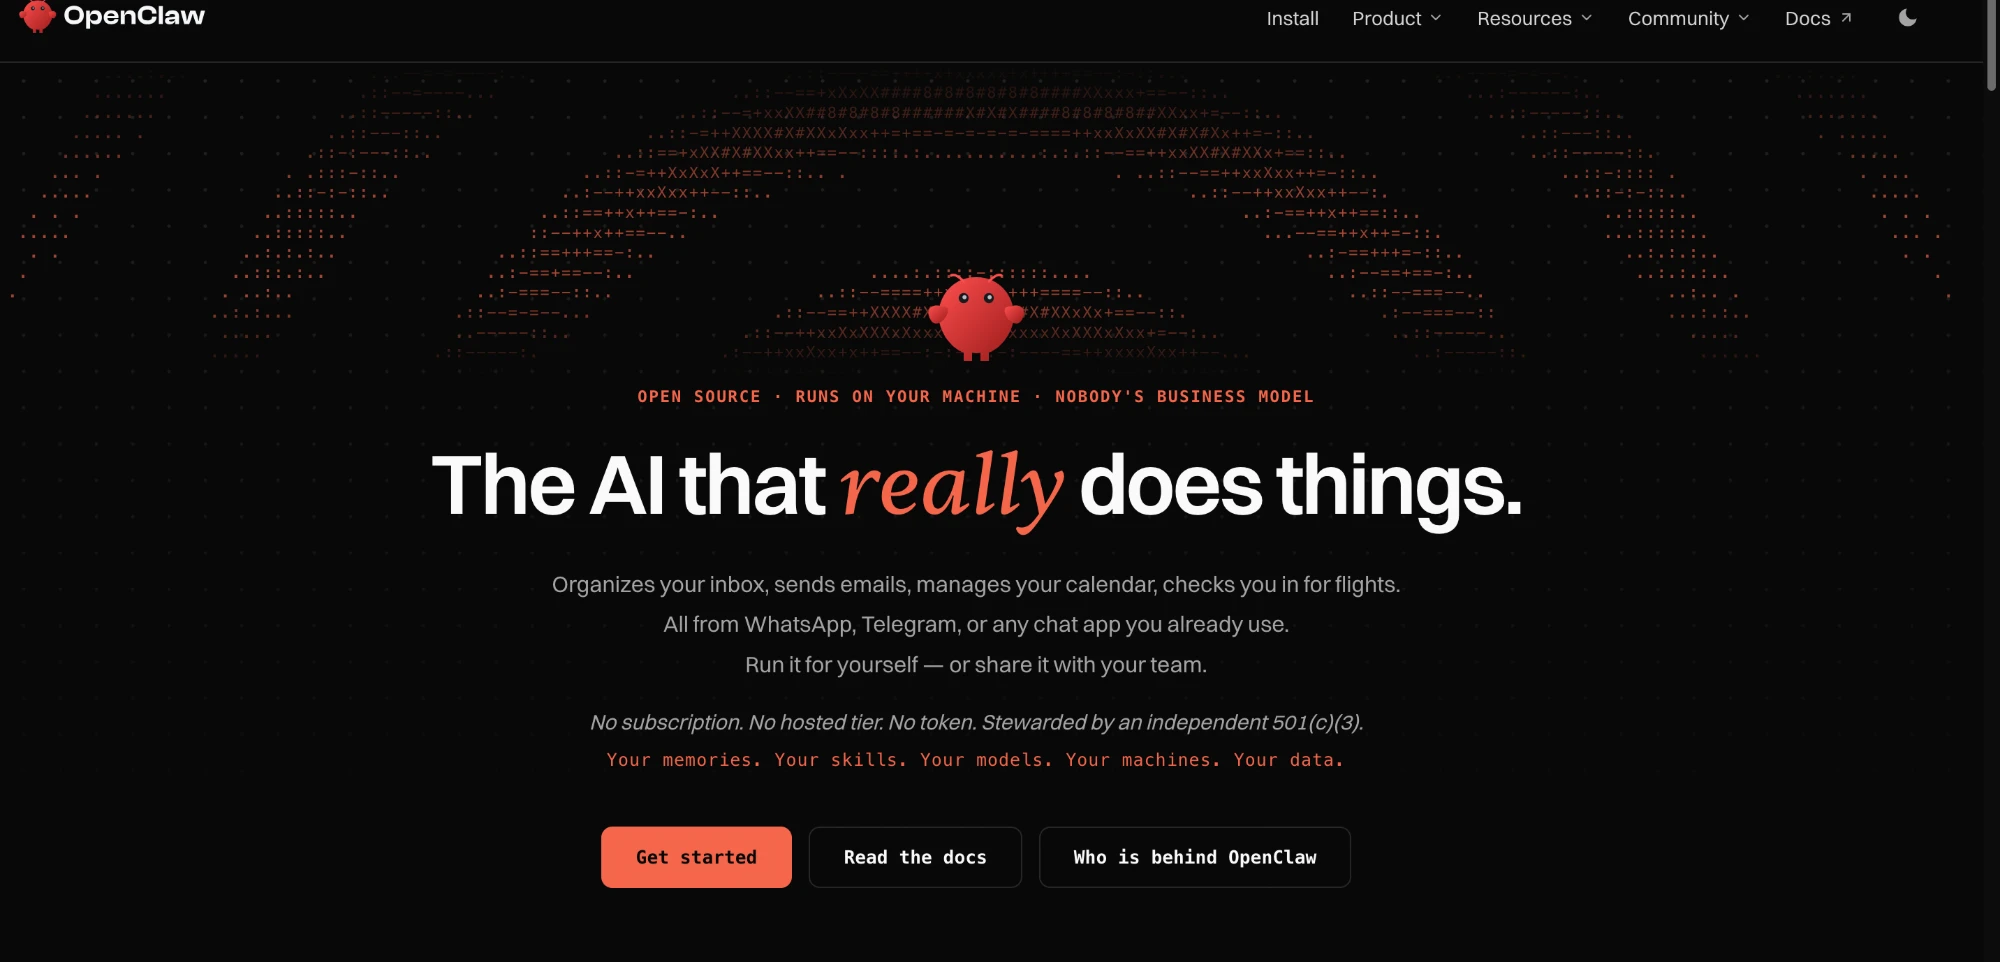 OpenClaw
Install Product Resources Community Docs
OPEN SOURCE · RUNS ON YOUR MACHINE · NOBODY'S BUSINESS MODEL
The AI that really does things.
Organizes your inbox, sends emails, manages your calendar, checks you in for flights.
All from WhatsApp, Telegram, or any chat app you already use.
Run it for yourself — or share it with your team.
No subscription. No hosted tier. No token. Stewarded by an independent 501(c)(3).
Your memories. Your skills. Your models. Your machines. Your data.
Get started
Read the docs
Who is behind OpenClaw